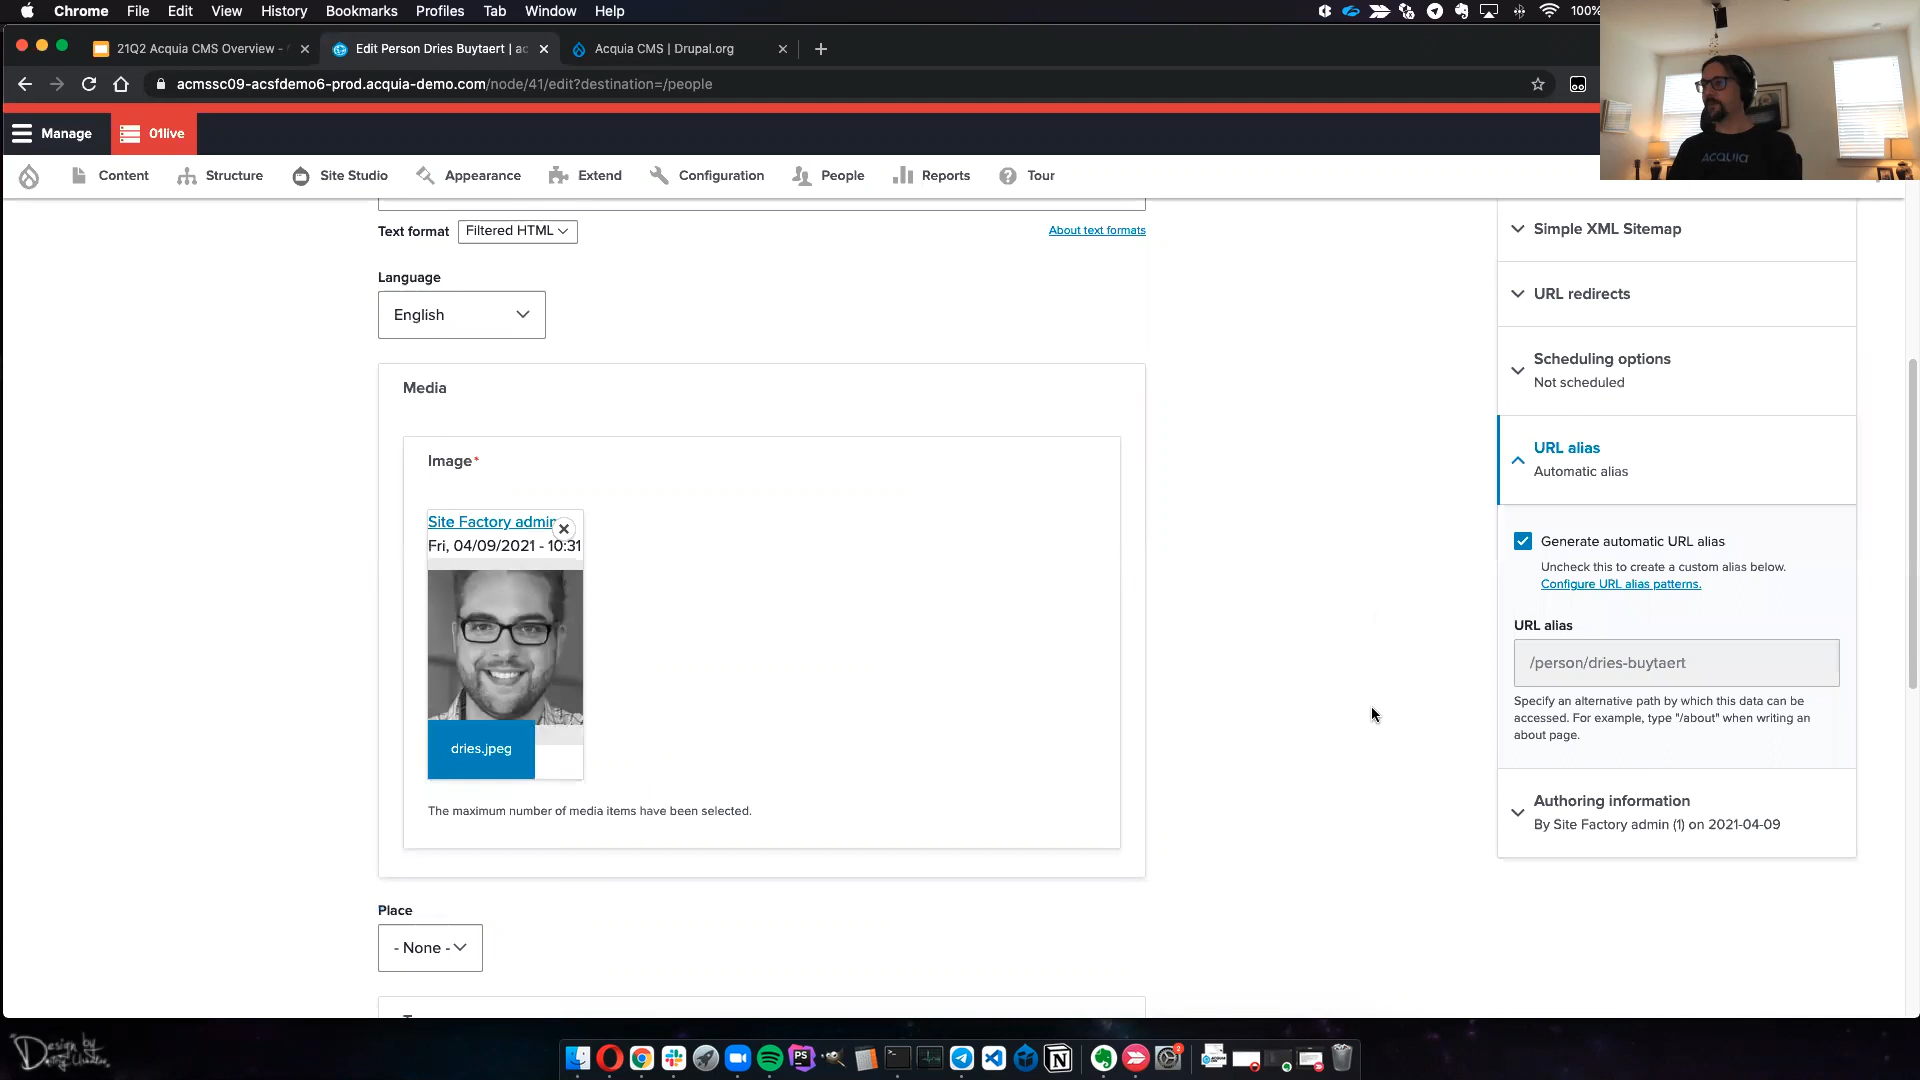 Chrome File Edit View History Bookmarks Profiles Tab Window Help 100%
21Q2 Acquia CMS Overview -
Edit Person Dries Buytaert | ac
Acquia CMS | Drupal.org
acmssc09-acsfdemo6-prod.acquia-demo.com/node/41/edit?destination=/people
Manage 01live
Content Structure Site Studio Appearance Extend Configuration People Reports Tour
ACQUIA
Text format Filtered HTML About text formats
Language
English
Media
Image*
Site Factory admin
Fri, 04/09/2021 - 10:31
dries.jpeg
The maximum number of media items have been selected.
Place
- None -
Simple XML Sitemap
URL redirects
Scheduling options
Not scheduled
URL alias
Automatic alias
Generate automatic URL alias
Uncheck this to create a custom alias below.
Configure URL alias patterns.
URL alias
/person/dries-buytaert
Specify an alternative path by which this data can be
accessed. For example, type "/about" when writing an
about page.
Authoring information
By Site Factory admin (1) on 2021-04-09
Design by
PS
2